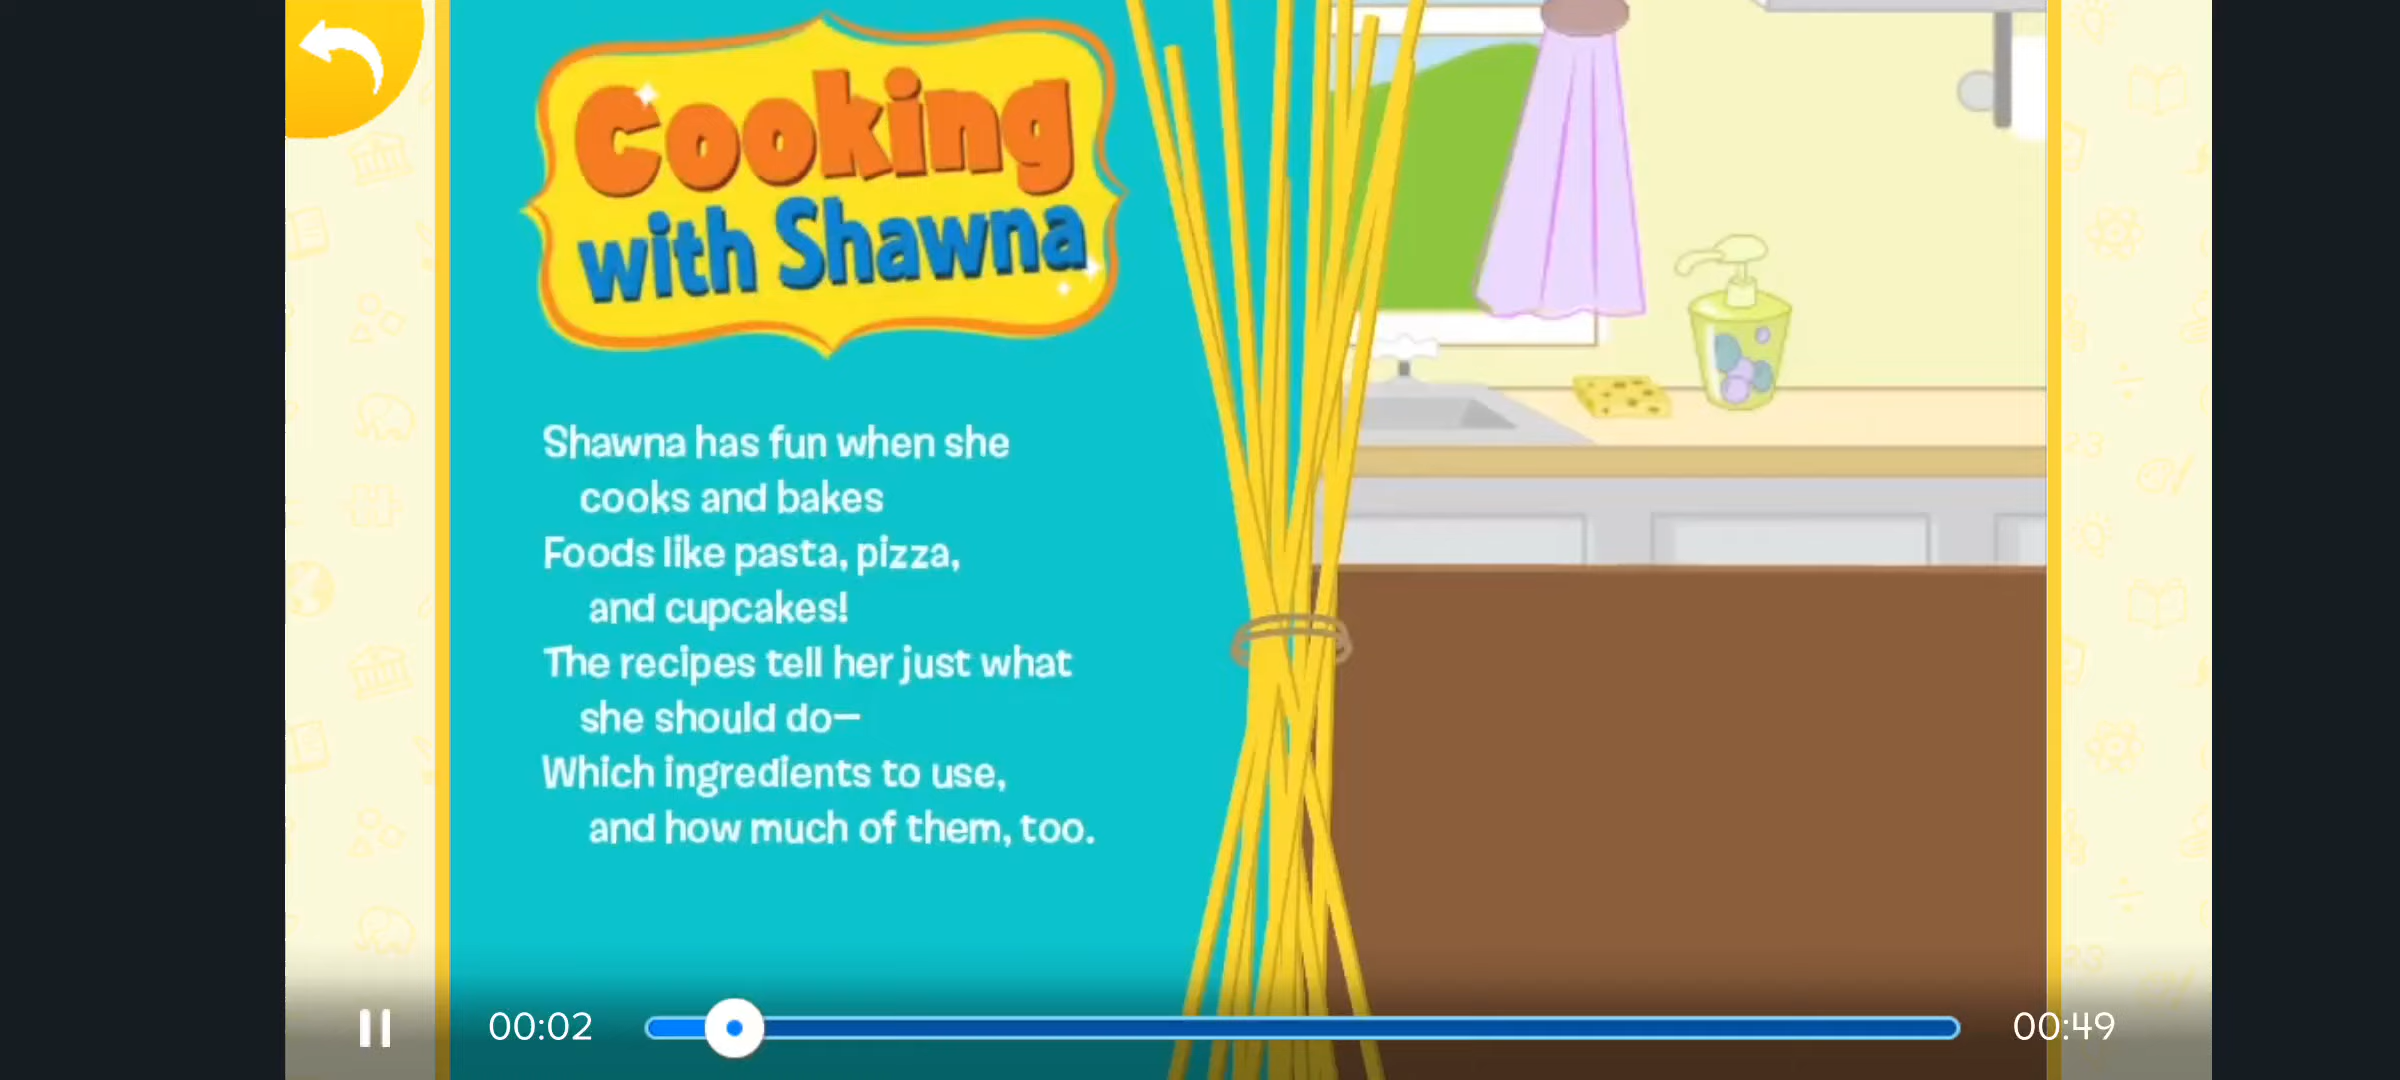 Cooking
with Shawna
Shawna has fun when she
cooks and bakes
Foods like pasta, pizza,
and cupcakes!
The recipes tell her just what
she should do—
Which ingredients to use,
and how much of them, too.
00:02
00:49